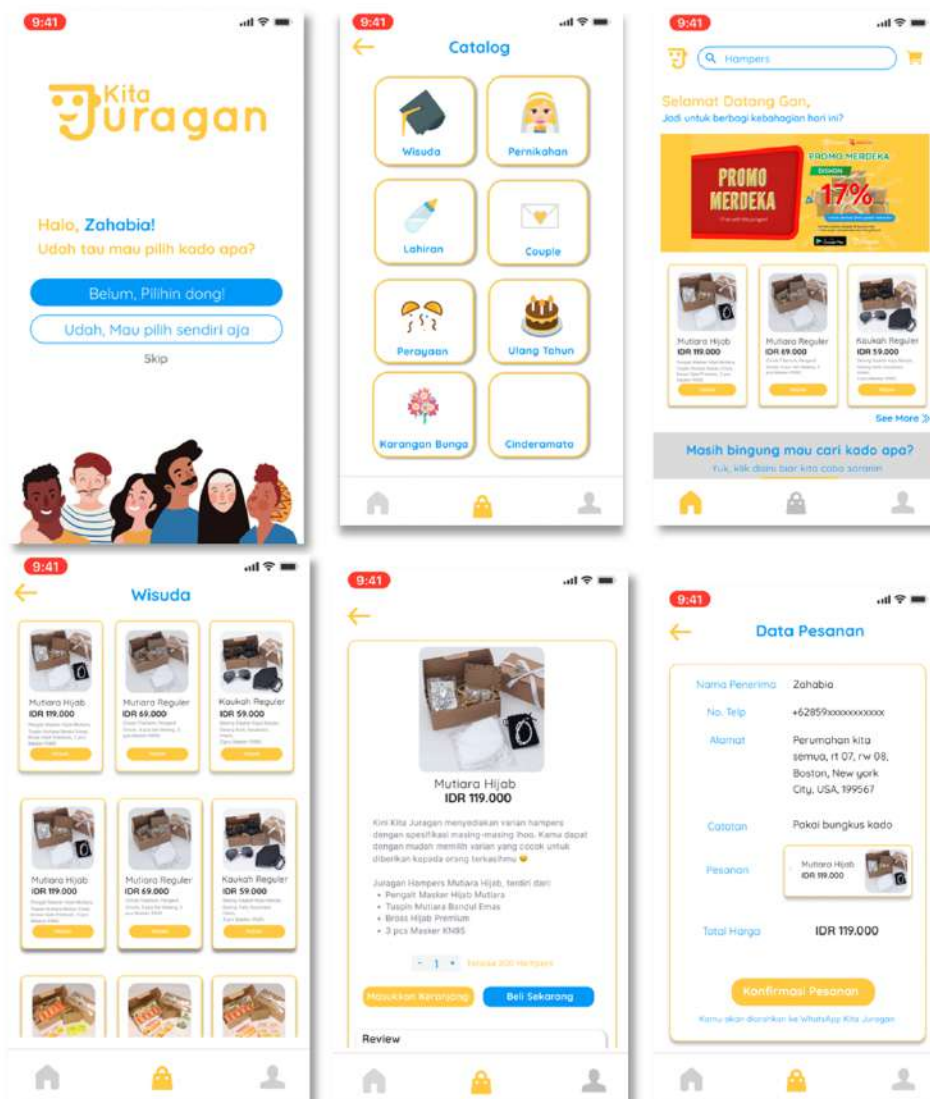 9:41
Kita
Juragan
Halo, Zahabia!
Udah tau mau pilih kado apa?
Belum, Pilihin dong!
Udah, Mau pilih sendiri aja
Skip
9:41
Catalog
Wisuda
Pernikahan
Lahiran
Couple
Perayaan
Ulang Tahun
Karangan Bunga
Cinderamata
9:41
Hampers
Selamat Datang Gan,
Jadi untuk berbagi kebahagian hari ini?
PROMO
MERDEKA
PROMO MERDEKA
DISKON
17%
Mutiara Hijab
IDR 119.000
Mutiara Reguler
IDR 69.000
Kaukah Reguler
IDR 59.000
See More
Masih bingung mau cari kado apa?
Yuk, klik disini biar kita coba saranin
9:41
Wisuda
Mutiara Hijab
IDR 119.000
Mutiara Reguler
IDR 69.000
Kaukah Reguler
IDR 59.000
Mutiara Hijab
IDR 119.000
Mutiara Reguler
IDR 69.000
Kaukah Reguler
IDR 59.000
9:41
Mutiara Hijab
IDR 119.000
Kini Kita Juragan menyediakan varian hampers
dengan spesifikasi masing-masing lhoo. Kamu dapat
dengan mudah memilih varian yang cocok untuk
diberikan kepada orang terkasihmu
Juragan Hampers Mutiara Hijab, terdiri dari:
• Pengait Masker Hijab Mutiara
• Tuspin Mutiara Bandul Emas
• Bross Hijab Premium
• 3 pcs Masker KN95
- 1 +
Masukkan Keranjang
Beli Sekarang
Review
9:41
Data Pesanan
Nama Penerima : Zahabia
No. Telp +62859xxxxxxxxxxx
Alamat Perumahan kita
semua, rt 07, rw 08,
Boston, New york
City, USA, 199567
Catatan Pakai bungkus kado
Pesanan Mutiara Hijab
IDR 119.000
Total Harga IDR 119.000
Konfirmasi Pesanan
Kamu akan diarahkan ke WhatsApp Kita Juragan